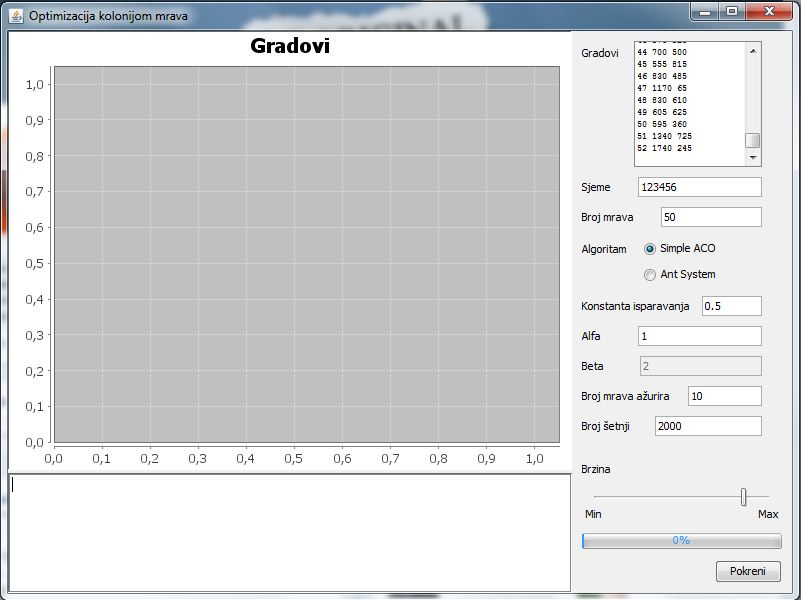 Optimizacija kolonijom mrava
Gradovi
1,0
0,9
0,8
0,7
0,6
0,5
0,4
0,3
0,2
0,1
0,0
0,0 0,1 0,2 0,3 0,4 0,5 0,6 0,7 0,8 0,9 1,0
Gradovi
44 700 500
45 555 815
46 830 485
47 1170 65
48 830 610
49 605 625
50 595 360
51 1340 725
52 1740 245
Sjeme 123456
Broj mrava 50
Algoritam Simple ACO
Ant System
Konstanta isparavanja 0.5
Alfa 1
Beta 2
Broj mrava ažurira 10
Broj šetnji 2000
Brzina
Min Max
0%
Pokreni